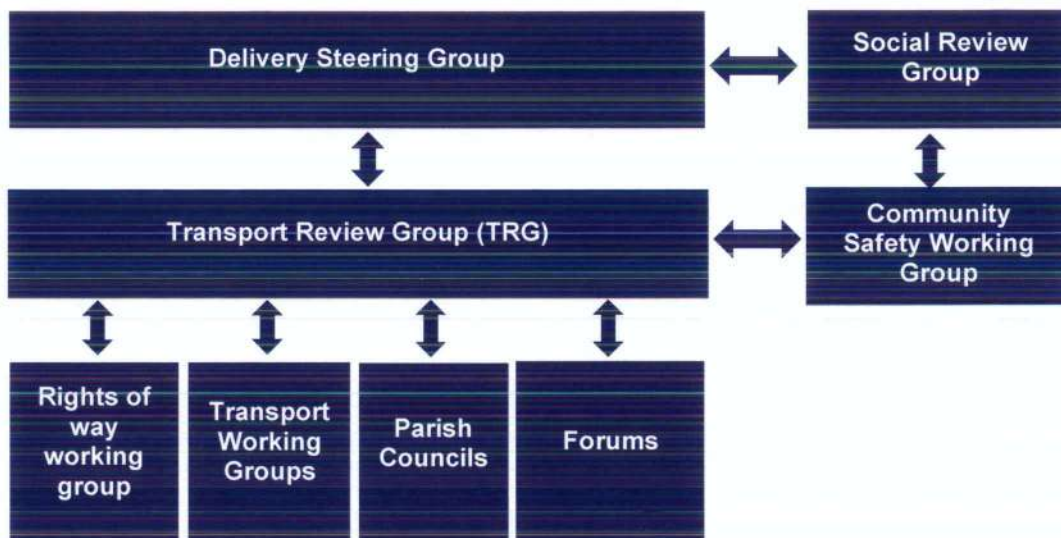 Delivery Steering Group
Social Review
Group
Transport Review Group (TRG)
Community
Safety Working
Group
Rights of
way
working
group
Transport
Working
Groups
Parish
Councils
Forums